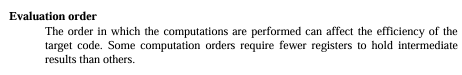 Evaluation order
The order in which the computations are performed can affect the efficiency of the
target code. Some computation orders require fewer registers to hold intermediate
results than others.